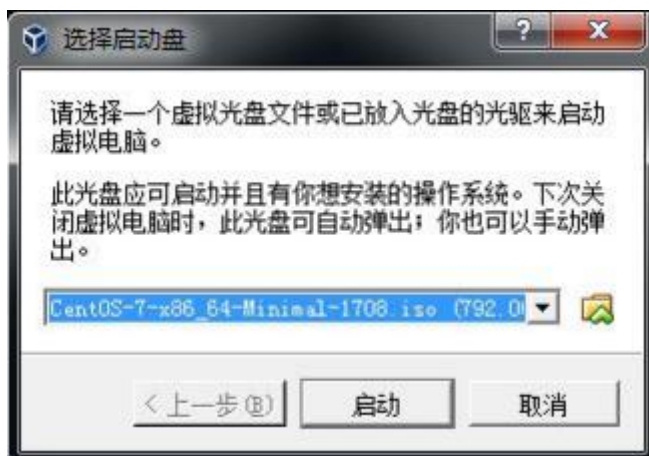 选择启动盘
请选择一个虚拟光盘文件或已放入光盘的光驱来启动
虚拟电脑。
此光盘应可启动并且有你想安装的操作系统。下次关
闭虚拟电脑时，此光盘可自动弹出；你也可以手动弹
出。
CentOS-7-x86_64-Minimal-1708.iso (792.0
< 上一步(B)
启动
取消